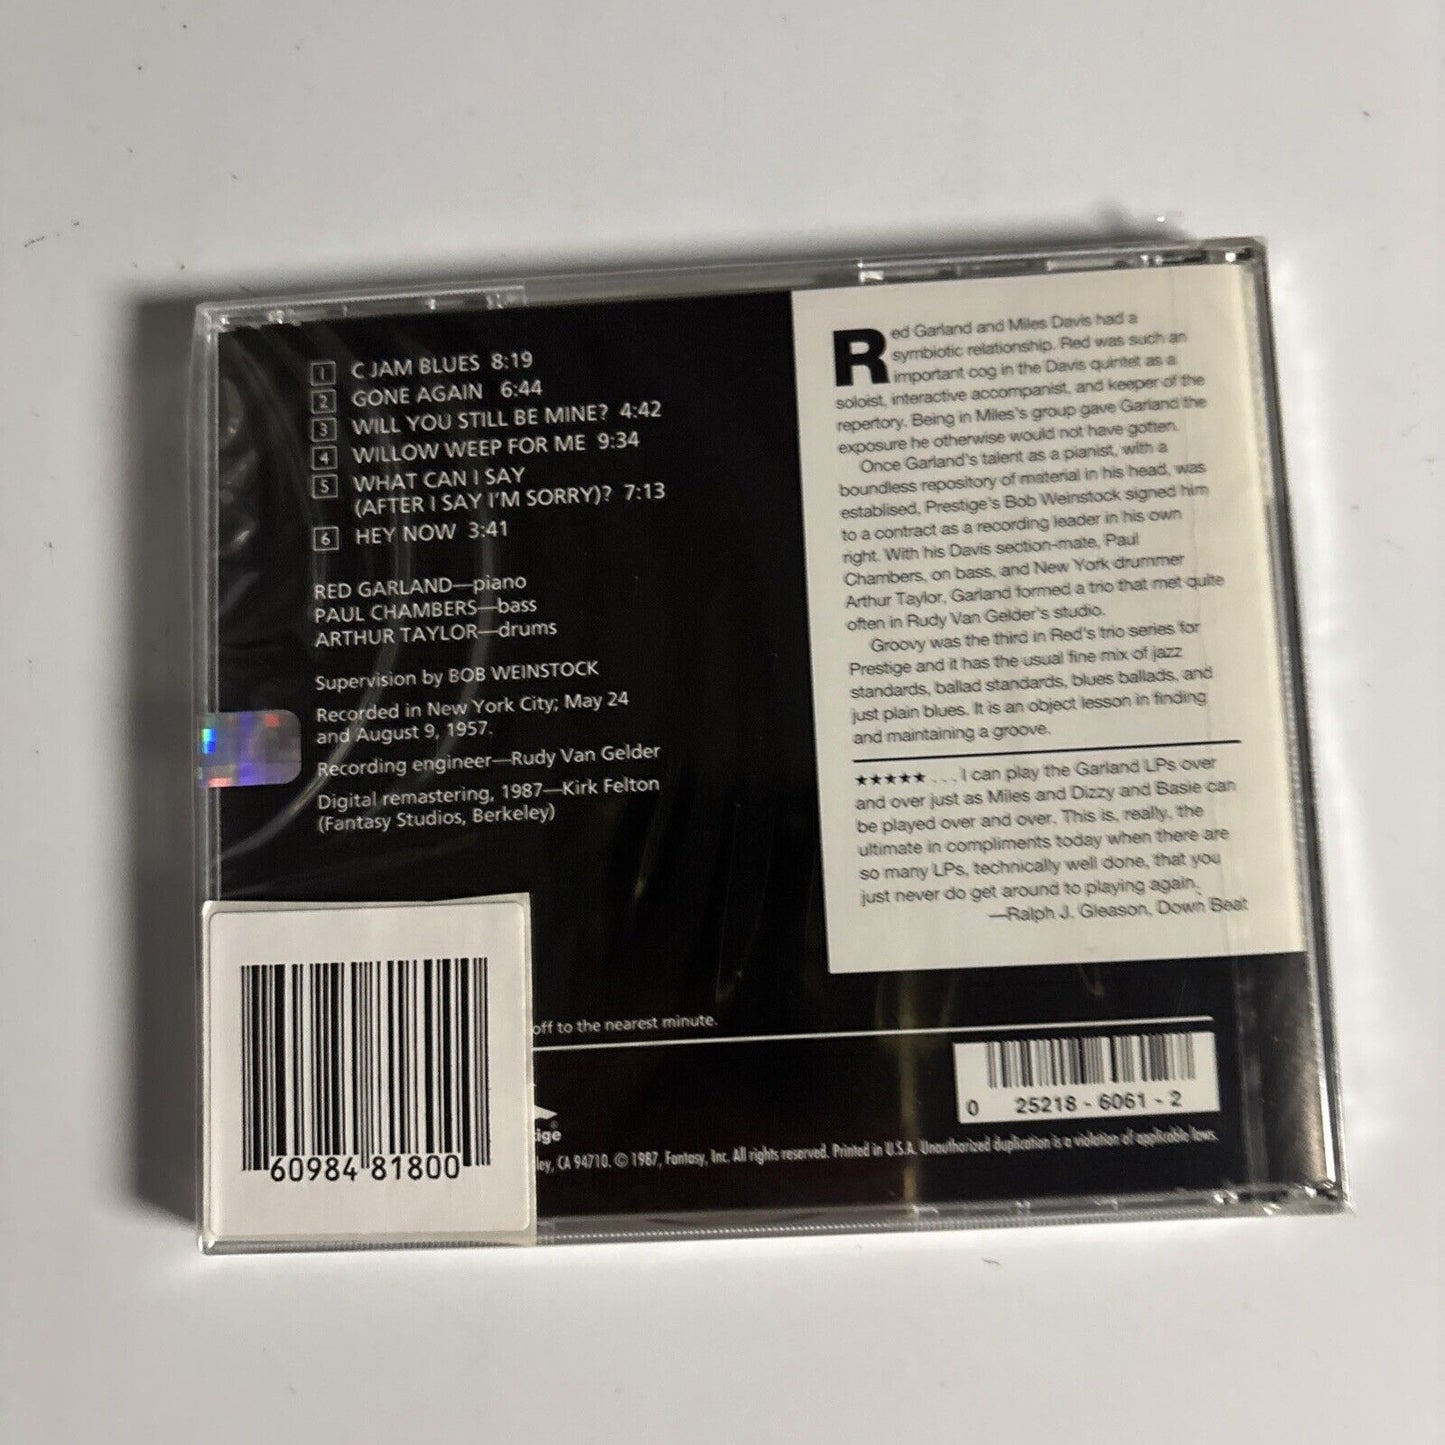 1 C JAM BLUES 8:19
2 GONE AGAIN 6:44
3 WILL YOU STILL BE MINE? 4:42
4 WILLOW WEEP FOR ME 9:34
5 WHAT CAN I SAY
(AFTER I SAY I'M SORRY)? 7:13
6 HEY NOW 3:41
RED GARLAND—piano
PAUL CHAMBERS—bass
ARTHUR TAYLOR—drums
Supervision by BOB WEINSTOCK
Recorded in New York City; May 24
and August 9, 1957.
Recording engineer—Rudy Van Gelder
Digital remastering, 1987—Kirk Felton
(Fantasy Studios, Berkeley)
Red Garland and Miles Davis had a
symbiotic relationship. Red was such an
important cog in the Davis quintet as a
soloist, interactive accompanist, and keeper of the
repertory. Being in Miles's group gave Garland the
exposure he otherwise would not have gotten.
Once Garland's talent as a pianist, with a
boundless repository of material in his head, was
establised, Prestige's Bob Weinstock signed him
to a contract as a recording leader in his own
right. With his Davis section-mate, Paul
Chambers, on bass, and New York drummer
Arthur Taylor, Garland formed a trio that met quite
often in Rudy Van Gelder's studio.
Groovy was the third in Red's trio series for
Prestige and it has the usual fine mix of jazz
standards, ballad standards, blues ballads, and
just plain blues. It is an object lesson in finding
and maintaining a groove.
★★★★★ . . . I can play the Garland LPs over
and over just as Miles and Dizzy and Basie can
be played over and over. This is, really, the
ultimate in compliments today when there are
so many LPs, technically well done, that you
just never do get around to playing again.
—Ralph J. Gleason, Down Beat
off to the nearest minute.
60984 81800
0 25218 - 6061 - 2
tige
ley, CA 94710. © 1987, Fantasy, Inc. All rights reserved. Printed in U.S.A. Unauthorized duplication is a violation of applicable laws.